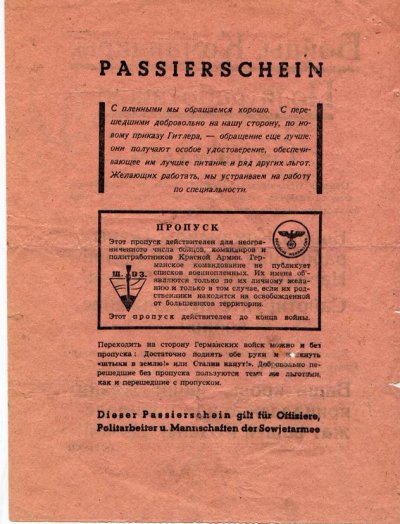 PASSIERSCHEIN
С пленными мы обращаемся хорошо. С пере-
шедшими добровольно на нашу сторону, по но-
вому приказу Гитлера, — обращение еще лучше:
они получают особое удостоверение, обеспечи-
вающее им лучшее питание и ряд других льгот.
Желающих работать, мы устраиваем на работу
по специальности.
ПРОПУСК
Этот пропуск действителен для неогра-
ниченного числа бойцов, командиров и
политработников Красной Армии. Гер-
манское командование не публикует
списков военнопленных. Их имена об'-
являются только по их личному жела-
нию и только в том случае, если их род-
ственники находятся на освобожденной
от большевиков территории.
Этот пропуск действителен до конца войны.
Ш. ВЗ.
Переходить на сторону Германских войск можно и без
пропуска: Достаточно поднять обе руки и крикнуть
«штыки в землю!» или «Сталин капут!». Добровольно пе-
решедшие без пропуска пользуются теми же льготами,
как и перешедшие с пропуском.
Dieser Passierschein gilt für Offiziere,
Politarbeiter u. Mannschaften der Sowjetarmee